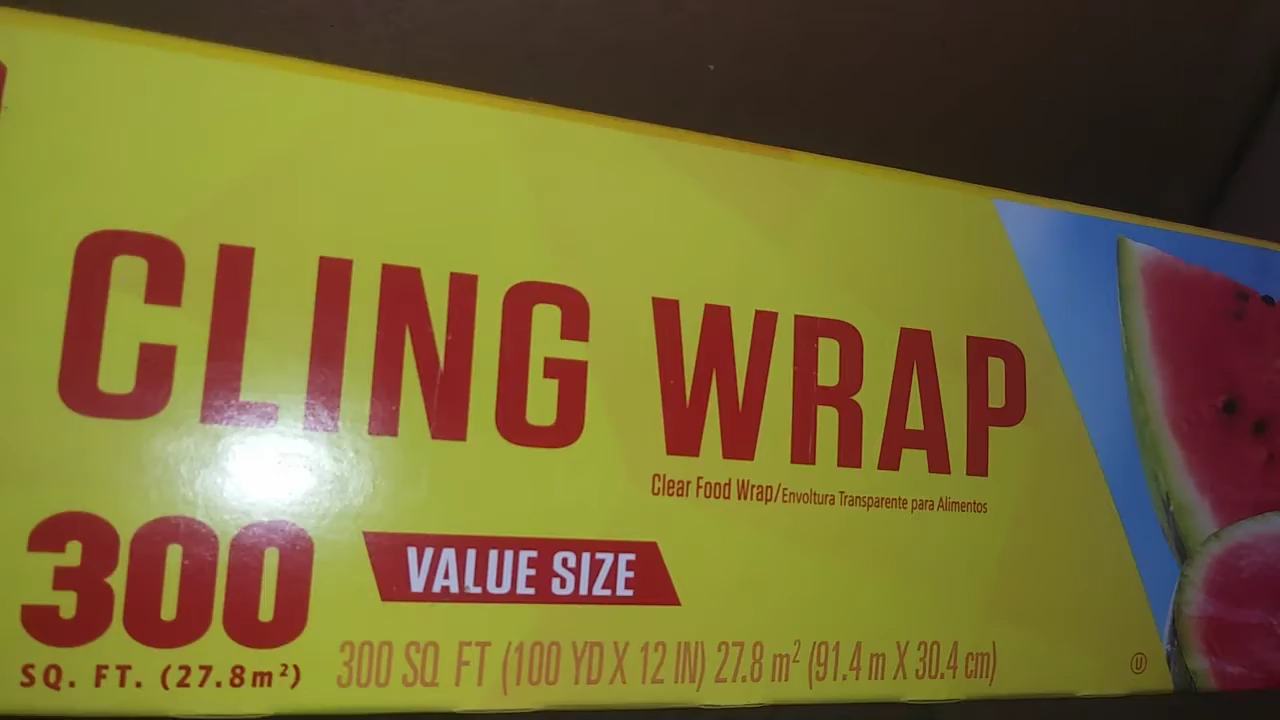 CLING WRAP
Clear Food Wrap/Envoltura Transparente para Alimentos
300
VALUE SIZE
SQ. FT. (27.8m²)
300 SQ FT (100 YD X 12 IN) 27.8 m² (91.4 m X 30.4 cm)
U